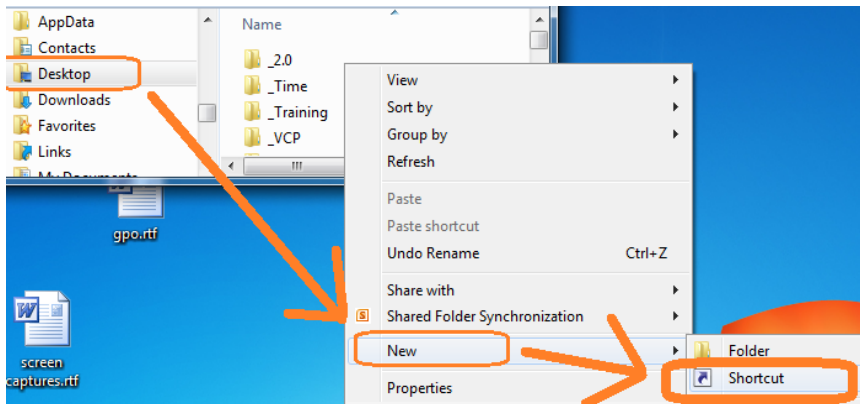 AppData
Contacts
Desktop
Downloads
Favorites
Links
My Documents
Name
_2.0
_Time
_Training
_VCP
gpo.rtf
screen
captures.rtf
View
Sort by
Group by
Refresh
Paste
Paste shortcut
Undo Rename Ctrl+Z
Share with
Shared Folder Synchronization
New
Properties
Folder
Shortcut